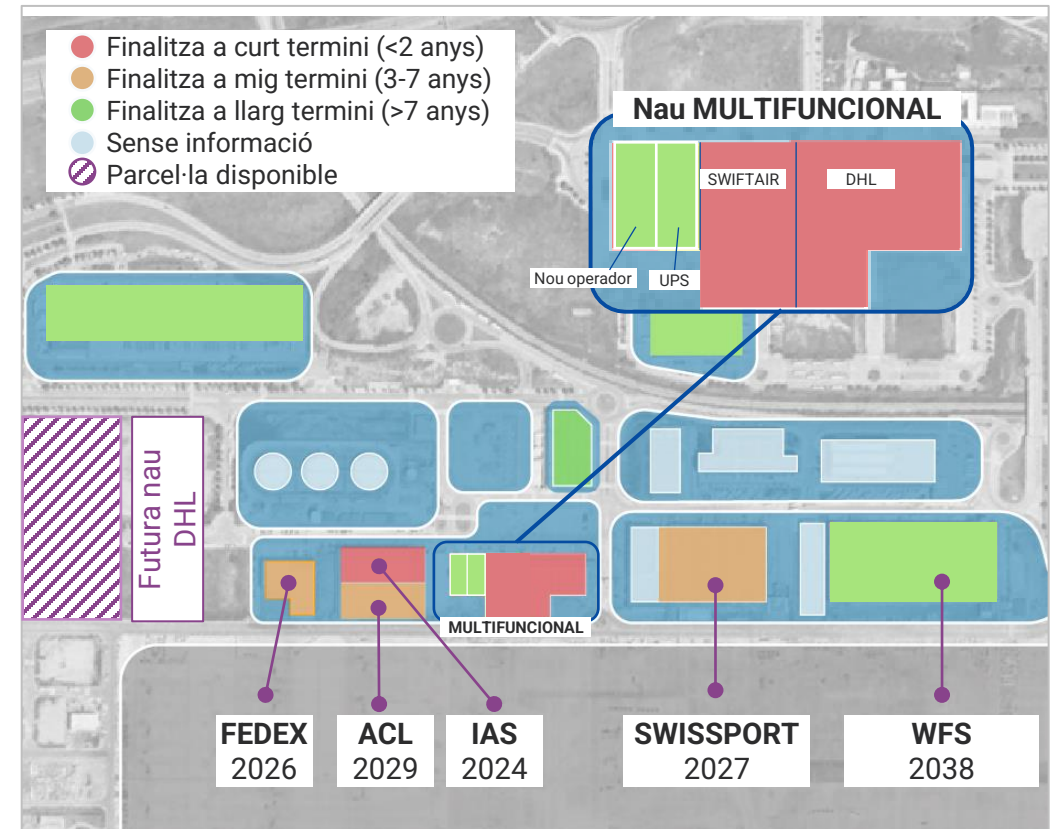 Finalitza a curt termini (<2 anys)
Finalitza a mig termini (3-7 anys)
Finalitza a llarg termini (>7 anys)
Sense informació
Parcel·la disponible
Nau MULTIFUNCIONAL
SWIFTAIR
DHL
Nou operador
UPS
Futura nau
DHL
MULTIFUNCIONAL
FEDEX
2026
ACL
2029
IAS
2024
SWISSPORT
2027
WFS
2038